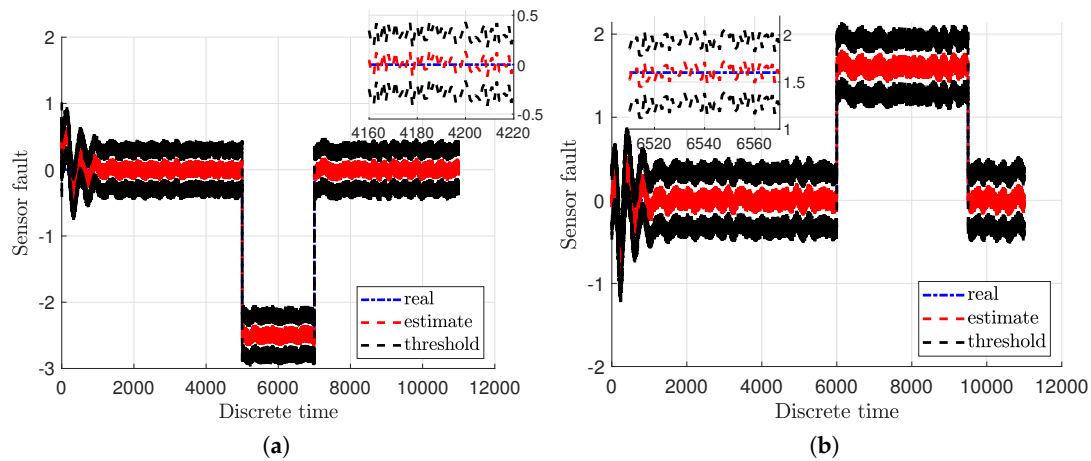 0.5
0
-0.5
4160 4180 4200 4220
2
1
0
-1
-2
-3
Sensor fault
real
estimate
threshold
0 2000 4000 6000 8000 10000 12000
Discrete time
(a)
2
1.5
1
6520 6540 6560
2
1
0
-1
-2
Sensor fault
real
estimate
threshold
0 2000 4000 6000 8000 10000 12000
Discrete time
(b)